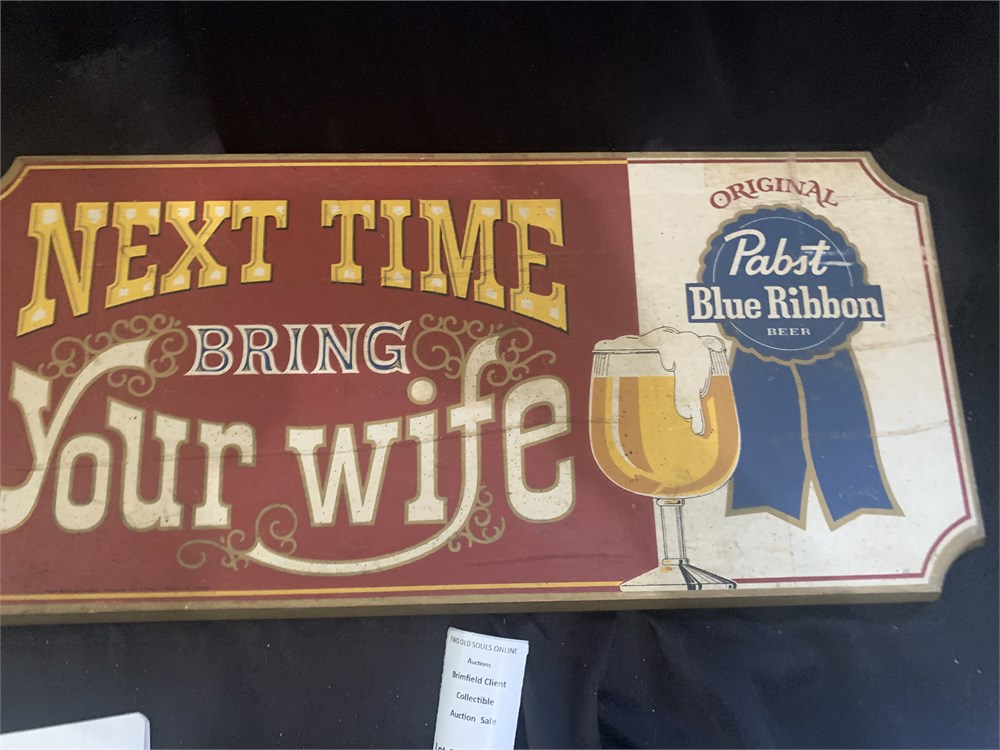 NEXT TIME
BRING
Your wife
ORIGINAL
Pabst
Blue Ribbon
BEER
TWO OLD SOULS ONLINE
Auctions
Brimfield Client
Collectible
Auction Sale